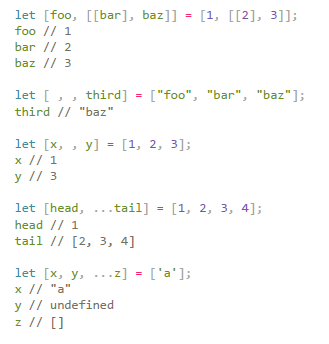 let [foo, [[bar], baz]] = [1, [[2], 3]];
foo // 1
bar // 2
baz // 3
let [ , , third] = ["foo", "bar", "baz"];
third // "baz"
let [x, , y] = [1, 2, 3];
x // 1
y // 3
let [head, ...tail] = [1, 2, 3, 4];
head // 1
tail // [2, 3, 4]
let [x, y, ...z] = ['a'];
x // "a"
y // undefined
z // []